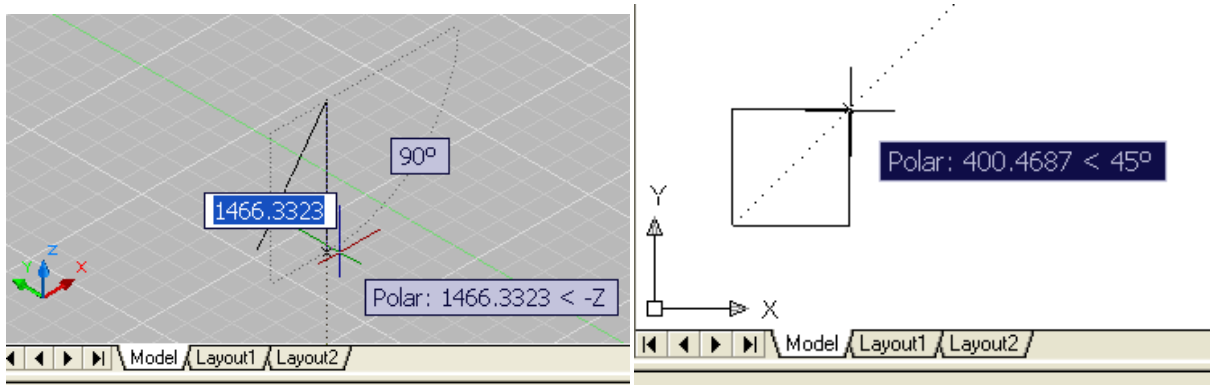 90º
1466.3323
Z
Y
X
Polar: 1466.3323 < -Z
Model Layout1 Layout2
Polar: 400.4687 < 45º
Y
X
Model Layout1 Layout2